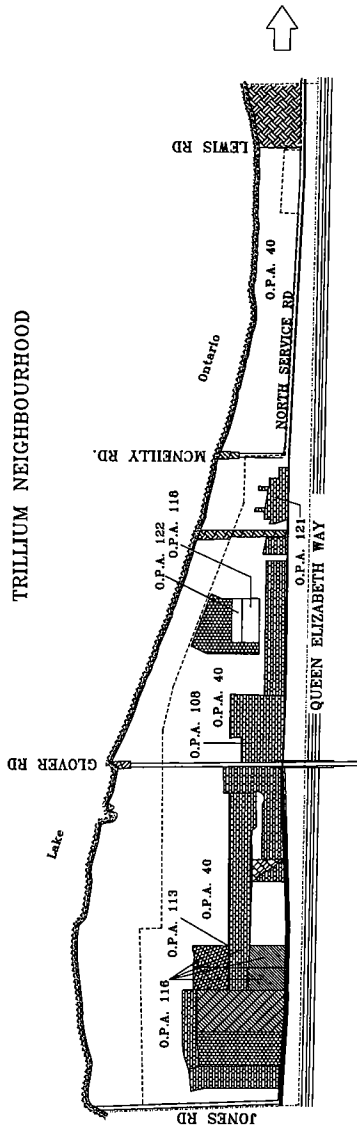 TRILLIUM NEIGHBOURHOOD
Lake
Ontario
JONES RD
GLOVER RD
MCNEILLY RD.
LEWIS RD
O.P.A. 116
O.P.A. 113
O.P.A. 40
O.P.A. 108
O.P.A. 40
O.P.A. 122
O.P.A. 118
O.P.A. 121
O.P.A. 40
NORTH SERVICE RD
QUEEN ELIZABETH WAY